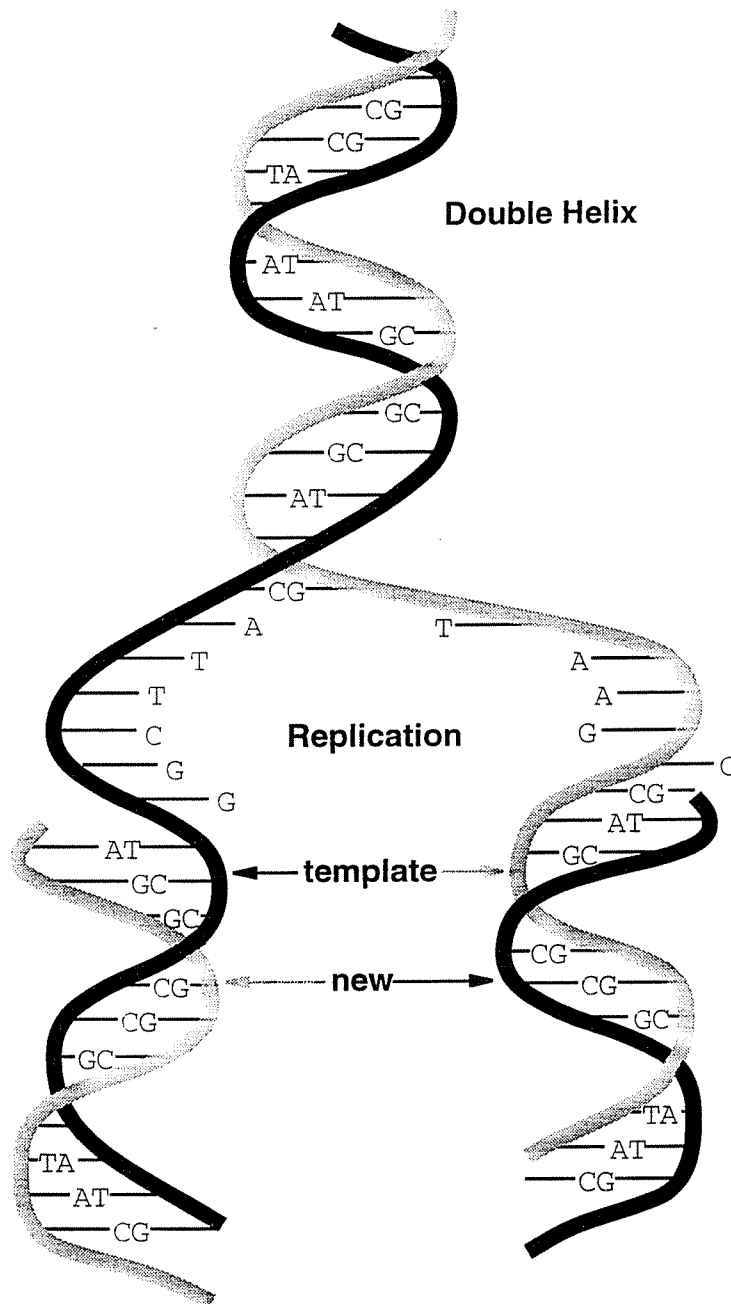 CG
CG
TA
Double Helix
AT
AT
GC
GC
GC
AT
CG
A T
T A
T A
C G
Replication
G C
G CG
AT
AT GC
template
GC
GC
CG
CG new CG
CG GC
GC
TA
TA AT
AT CG
CG